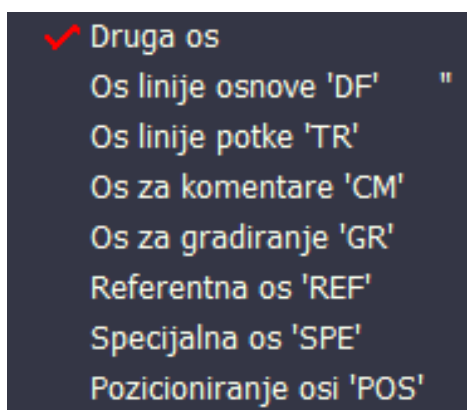 Druga os
Os linije osnove 'DF' "
Os linije potke 'TR'
Os za komentare 'CM'
Os za gradiranje 'GR'
Referentna os 'REF'
Specijalna os 'SPE'
Pozicioniranje osi 'POS'